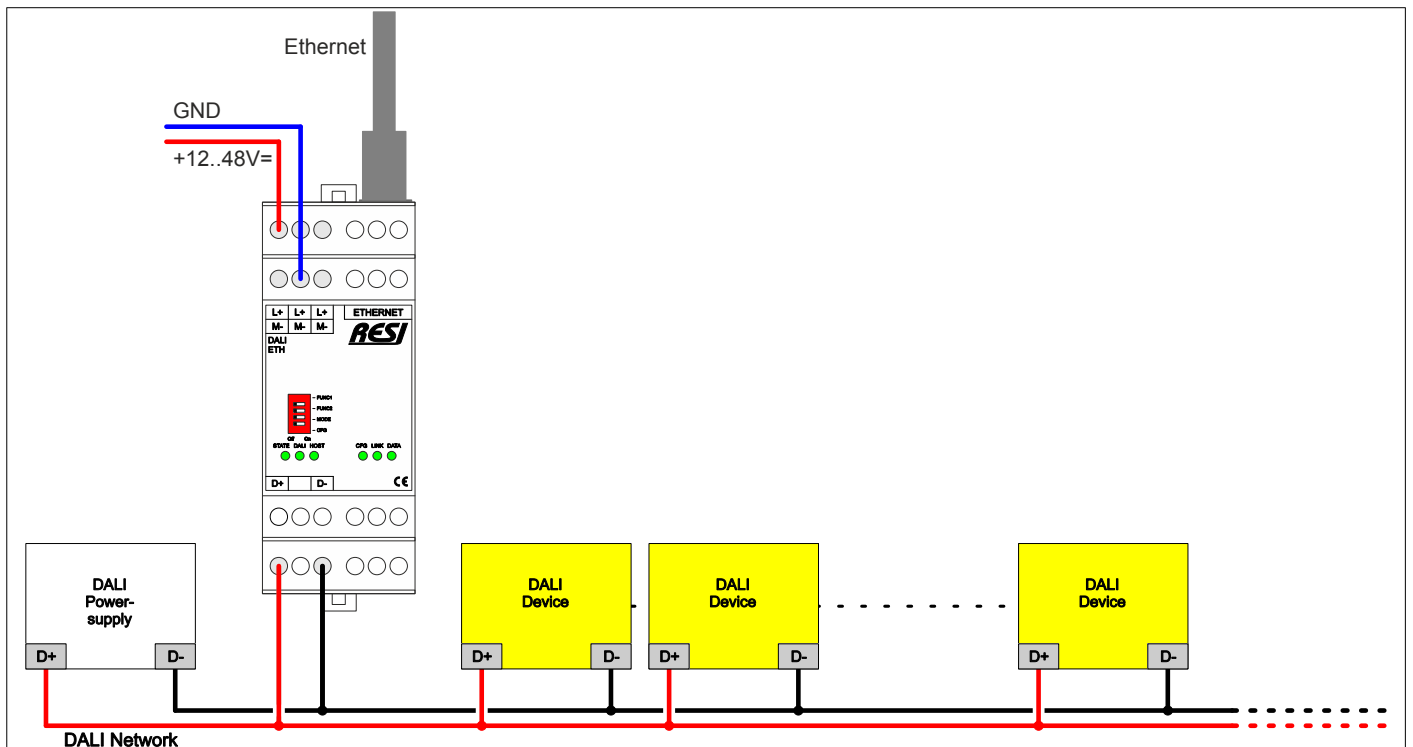 Ethernet
GND
+12..48V=
L+ L+ L+ ETHERNET
M- M- M- RESI
DALI
ETH
FUNC1
FUNC2
MODE
CFG
Off On
STATE DALI HOST CFG LINK DATA
D+ D- CE
DALI
Power-
supply
D+ D-
DALI
Device
D+ D-
DALI
Device
D+ D-
DALI
Device
D+ D-
DALI Network